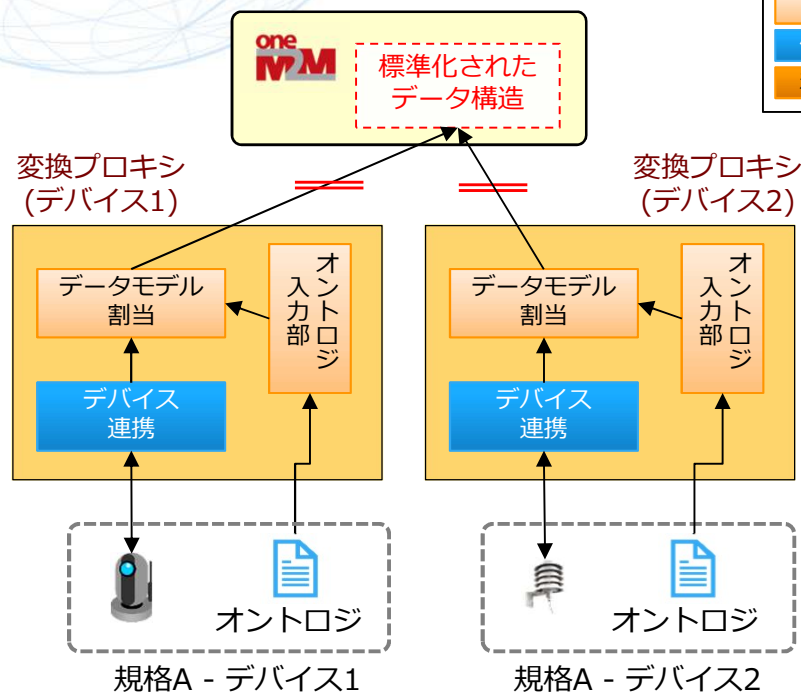 one
M2M
標準化された
データ構造
変換プロキシ
(デバイス1)
変換プロキシ
(デバイス2)
データモデル
割当
オントロジ
入力部
データモデル
割当
オントロジ
入力部
デバイス
連携
デバイス
連携
オントロジ
オントロジ
規格A - デバイス1
規格A - デバイス2